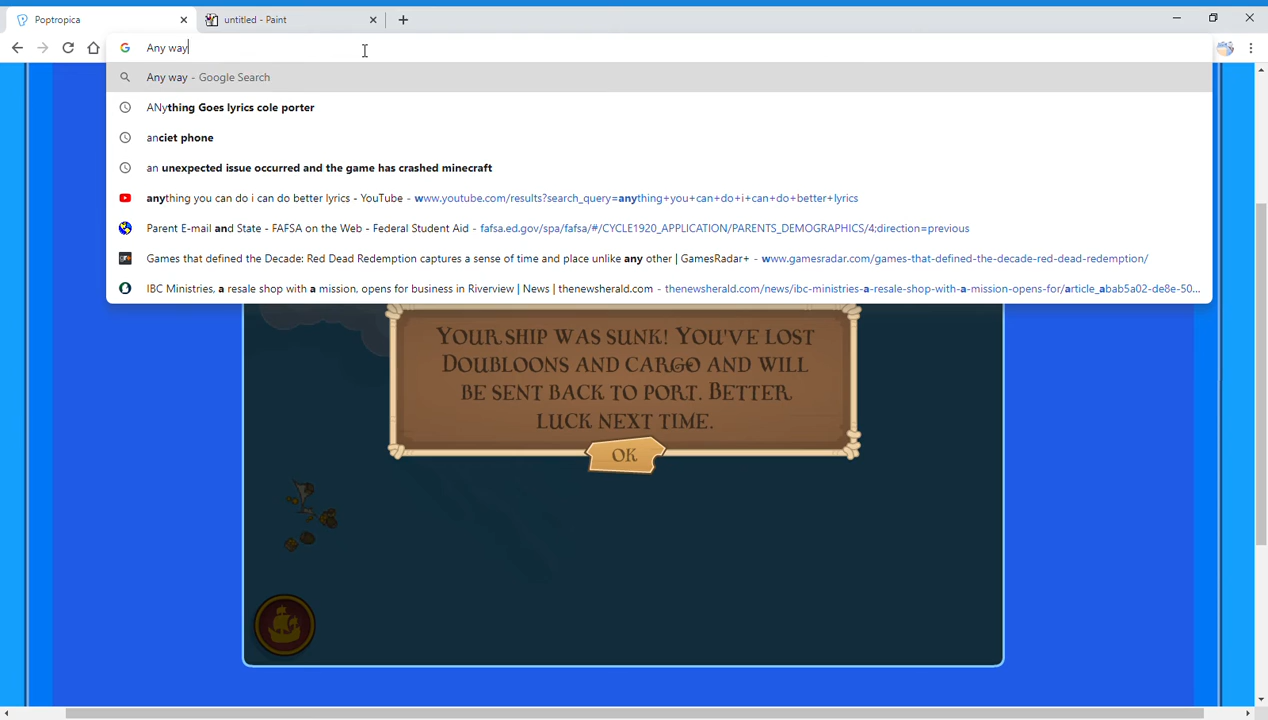 Poptropica
untitled - Paint
Any way
Any way - Google Search
ANything Goes lyrics cole porter
anciet phone
an unexpected issue occurred and the game has crashed minecraft
anything you can do i can do better lyrics - YouTube - www.youtube.com/results?search_query=anything+you+can+do+i+can+do+better+lyrics
Parent E-mail and State - FAFSA on the Web - Federal Student Aid - fafsa.ed.gov/spa/fafsa/#/CYCLE1920_APPLICATION/PARENTS_DEMOGRAPHICS/4;direction=previous
Games that defined the Decade: Red Dead Redemption captures a sense of time and place unlike any other | GamesRadar+ - www.gamesradar.com/games-that-defined-the-decade-red-dead-redemption/
IBC Ministries, a resale shop with a mission, opens for business in Riverview | News | thenewsherald.com - thenewsherald.com/news/ibc-ministries-a-resale-shop-with-a-mission-opens-for/article_abab5a02-de8e-50...
YOUR SHIP WAS SUNK! YOU'VE LOST
DOUBLOONS AND CARGO AND WILL
BE SENT BACK TO PORT. BETTER
LUCK NEXT TIME.
OK